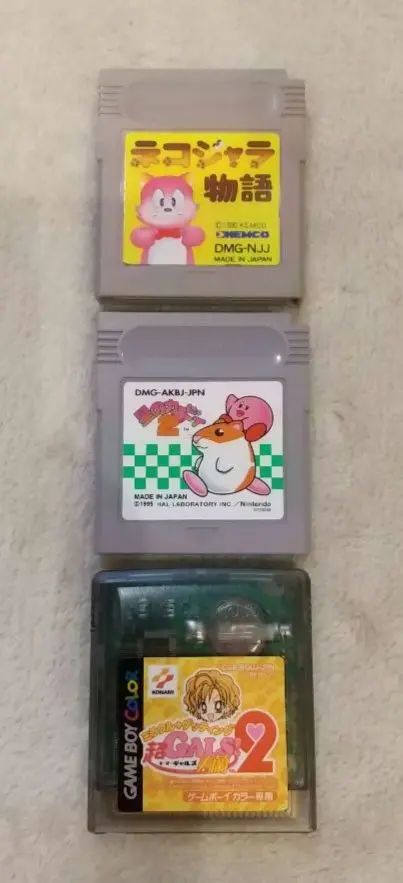 ネコジャラ
物語
©1990 KEMCO
KEMCO
DMG-NJJ
MADE IN JAPAN
DMG-AKBJ-JPN
星のカービィ
2 ™
MADE IN JAPAN
©1995 HAL LABORATORY INC./Nintendo
KONAMI
GAME BOY COLOR
超GALS!
2
ゲームボーイカラー専用